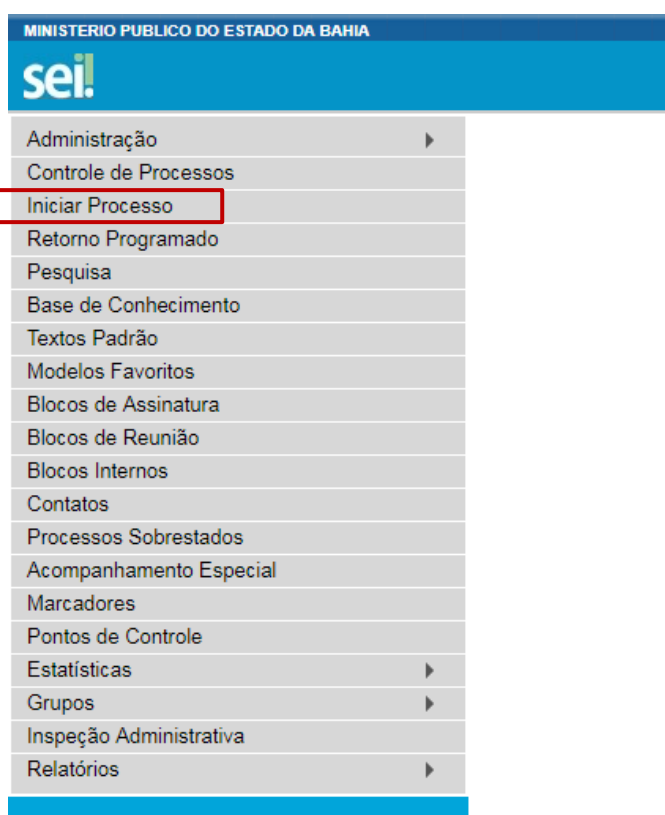 MINISTERIO PUBLICO DO ESTADO DA BAHIA
sei!
Administração
Controle de Processos
Iniciar Processo
Retorno Programado
Pesquisa
Base de Conhecimento
Textos Padrão
Modelos Favoritos
Blocos de Assinatura
Blocos de Reunião
Blocos Internos
Contatos
Processos Sobrestados
Acompanhamento Especial
Marcadores
Pontos de Controle
Estatísticas
Grupos
Inspeção Administrativa
Relatórios